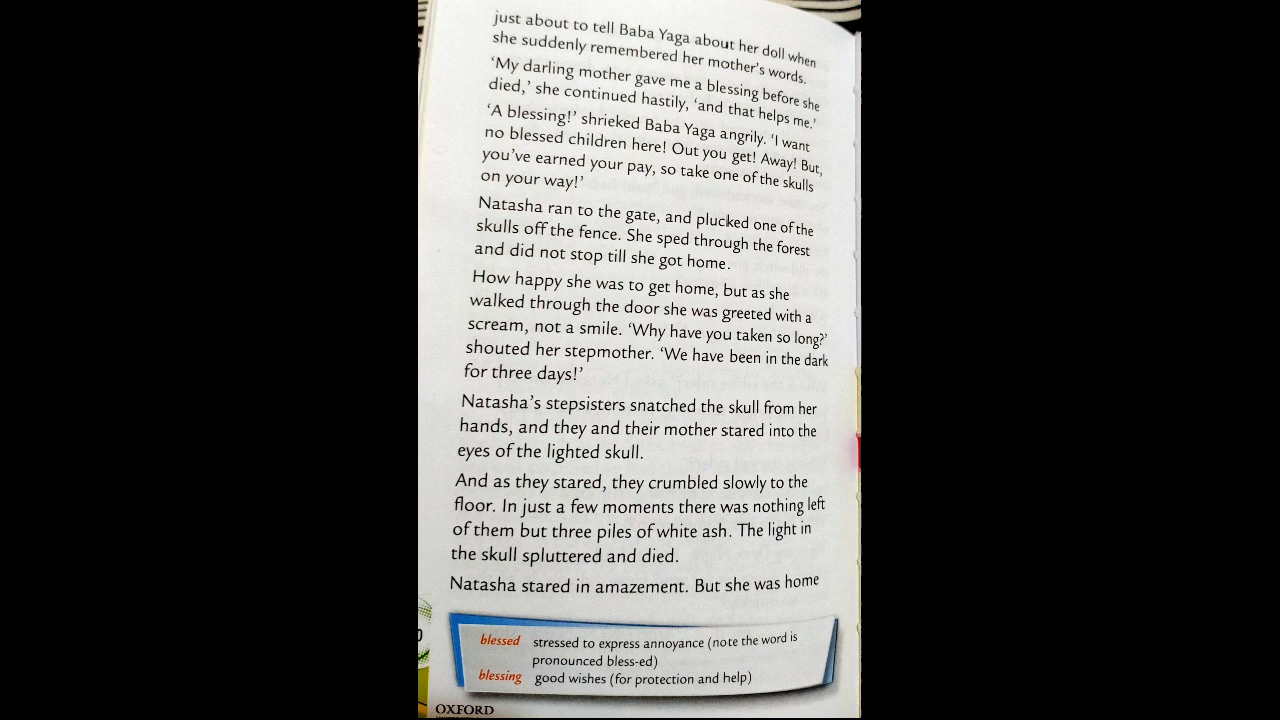 just about to tell Baba Yaga about her doll when
she suddenly remembered her mother's words.
'My darling mother gave me a blessing before she
died,' she continued hastily, 'and that helps me.'
'A blessing!' shrieked Baba Yaga angrily. 'I want
no blessed children here! Out you get! Away! But,
you've earned your pay, so take one of the skulls
on your way!'
Natasha ran to the gate, and plucked one of the
skulls off the fence. She sped through the forest
and did not stop till she got home.
How happy she was to get home, but as she
walked through the door she was greeted with a
scream, not a smile. 'Why have you taken so long?'
shouted her stepmother. 'We have been in the dark
for three days!'
Natasha's stepsisters snatched the skull from her
hands, and they and their mother stared into the
eyes of the lighted skull.
And as they stared, they crumbled slowly to the
floor. In just a few moments there was nothing left
of them but three piles of white ash. The light in
the skull spluttered and died.
Natasha stared in amazement. But she was home
blessed stressed to express annoyance (note the word is
pronounced bless-ed)
blessing good wishes (for protection and help)
OXFORD